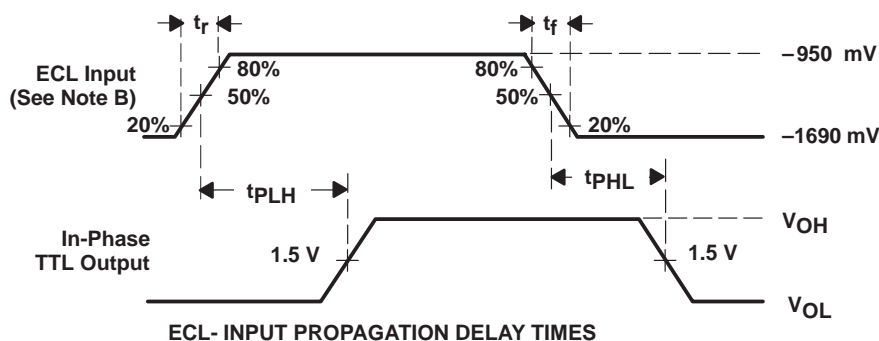 tr
tf
–950 mV
80%
80%
ECL Input
(See Note B)
50%
50%
20%
20%
–1690 mV
tPLH
tPHL
VOH
In-Phase
TTL Output
1.5 V
1.5 V
VOL
ECL- INPUT PROPAGATION DELAY TIMES